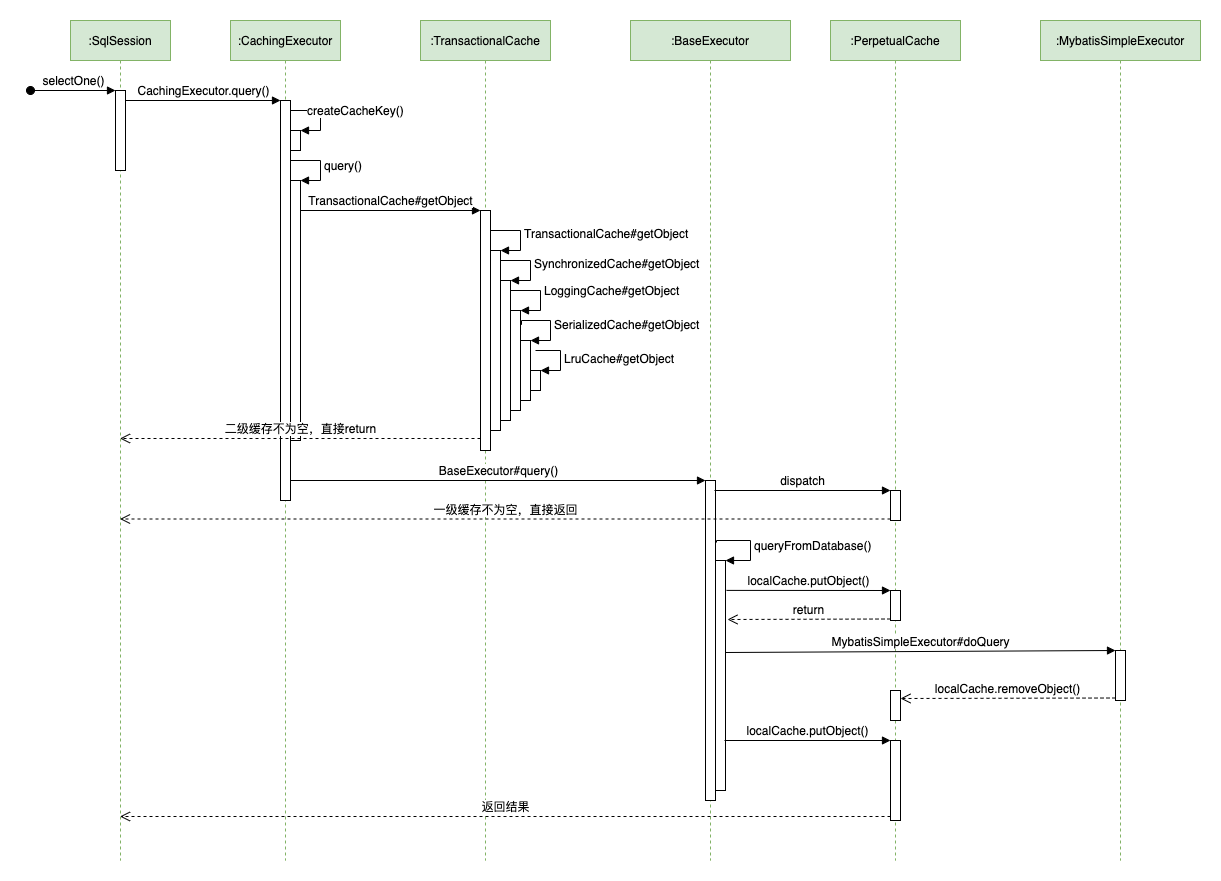 :SqlSession
:CachingExecutor
:TransactionalCache
:BaseExecutor
:PerpetualCache
:MybatisSimpleExecutor
selectOne()
CachingExecutor.query()
createCacheKey()
query()
TransactionalCache#getObject
TransactionalCache#getObject
SynchronizedCache#getObject
LoggingCache#getObject
SerializedCache#getObject
LruCache#getObject
二级缓存不为空，直接return
BaseExecutor#query()
dispatch
一级缓存不为空，直接返回
queryFromDatabase()
localCache.putObject()
return
MybatisSimpleExecutor#doQuery
localCache.removeObject()
localCache.putObject()
返回结果